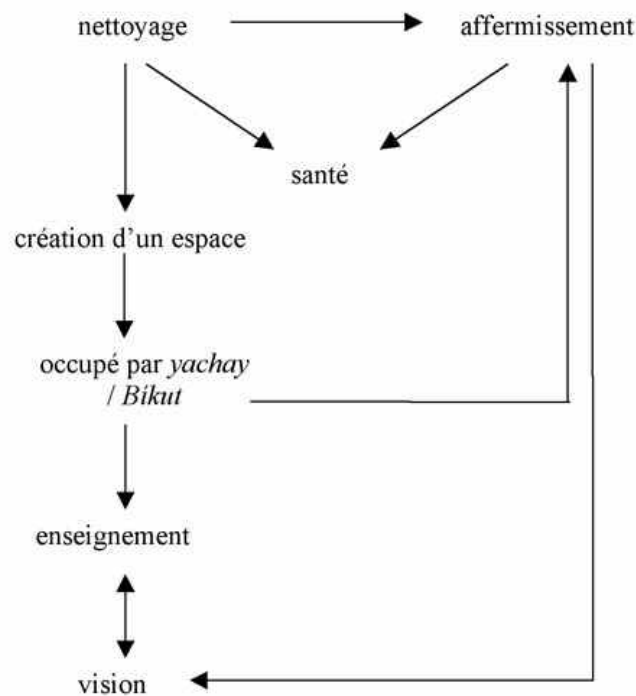 nettoyage
affermissement
santé
création d'un espace
occupé par yachay
/ Bikut
enseignement
vision